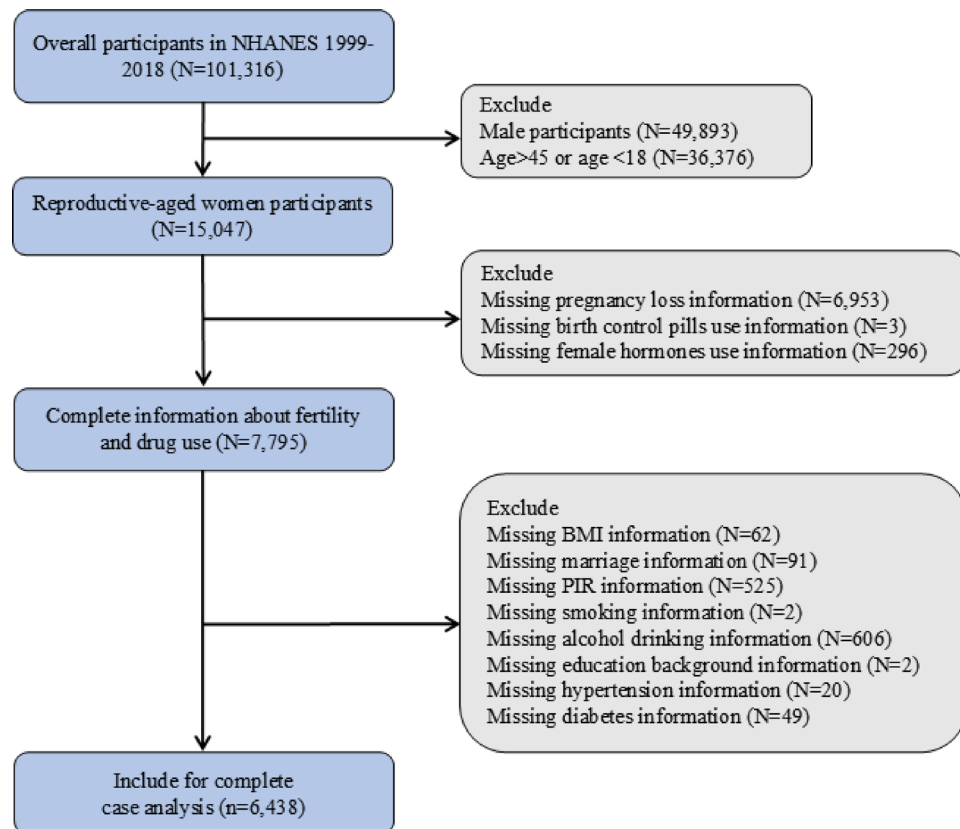 Overall participants in NHANES 1999-
2018 (N=101,316)
Exclude
Male participants (N=49,893)
Age>45 or age <18 (N=36,376)
Reproductive-aged women participants
(N=15,047)
Exclude
Missing pregnancy loss information (N=6,953)
Missing birth control pills use information (N=3)
Missing female hormones use information (N=296)
Complete information about fertility
and drug use (N=7,795)
Exclude
Missing BMI information (N=62)
Missing marriage information (N=91)
Missing PIR information (N=525)
Missing smoking information (N=2)
Missing alcohol drinking information (N=606)
Missing education background information (N=2)
Missing hypertension information (N=20)
Missing diabetes information (N=49)
Include for complete
case analysis (n=6,438)